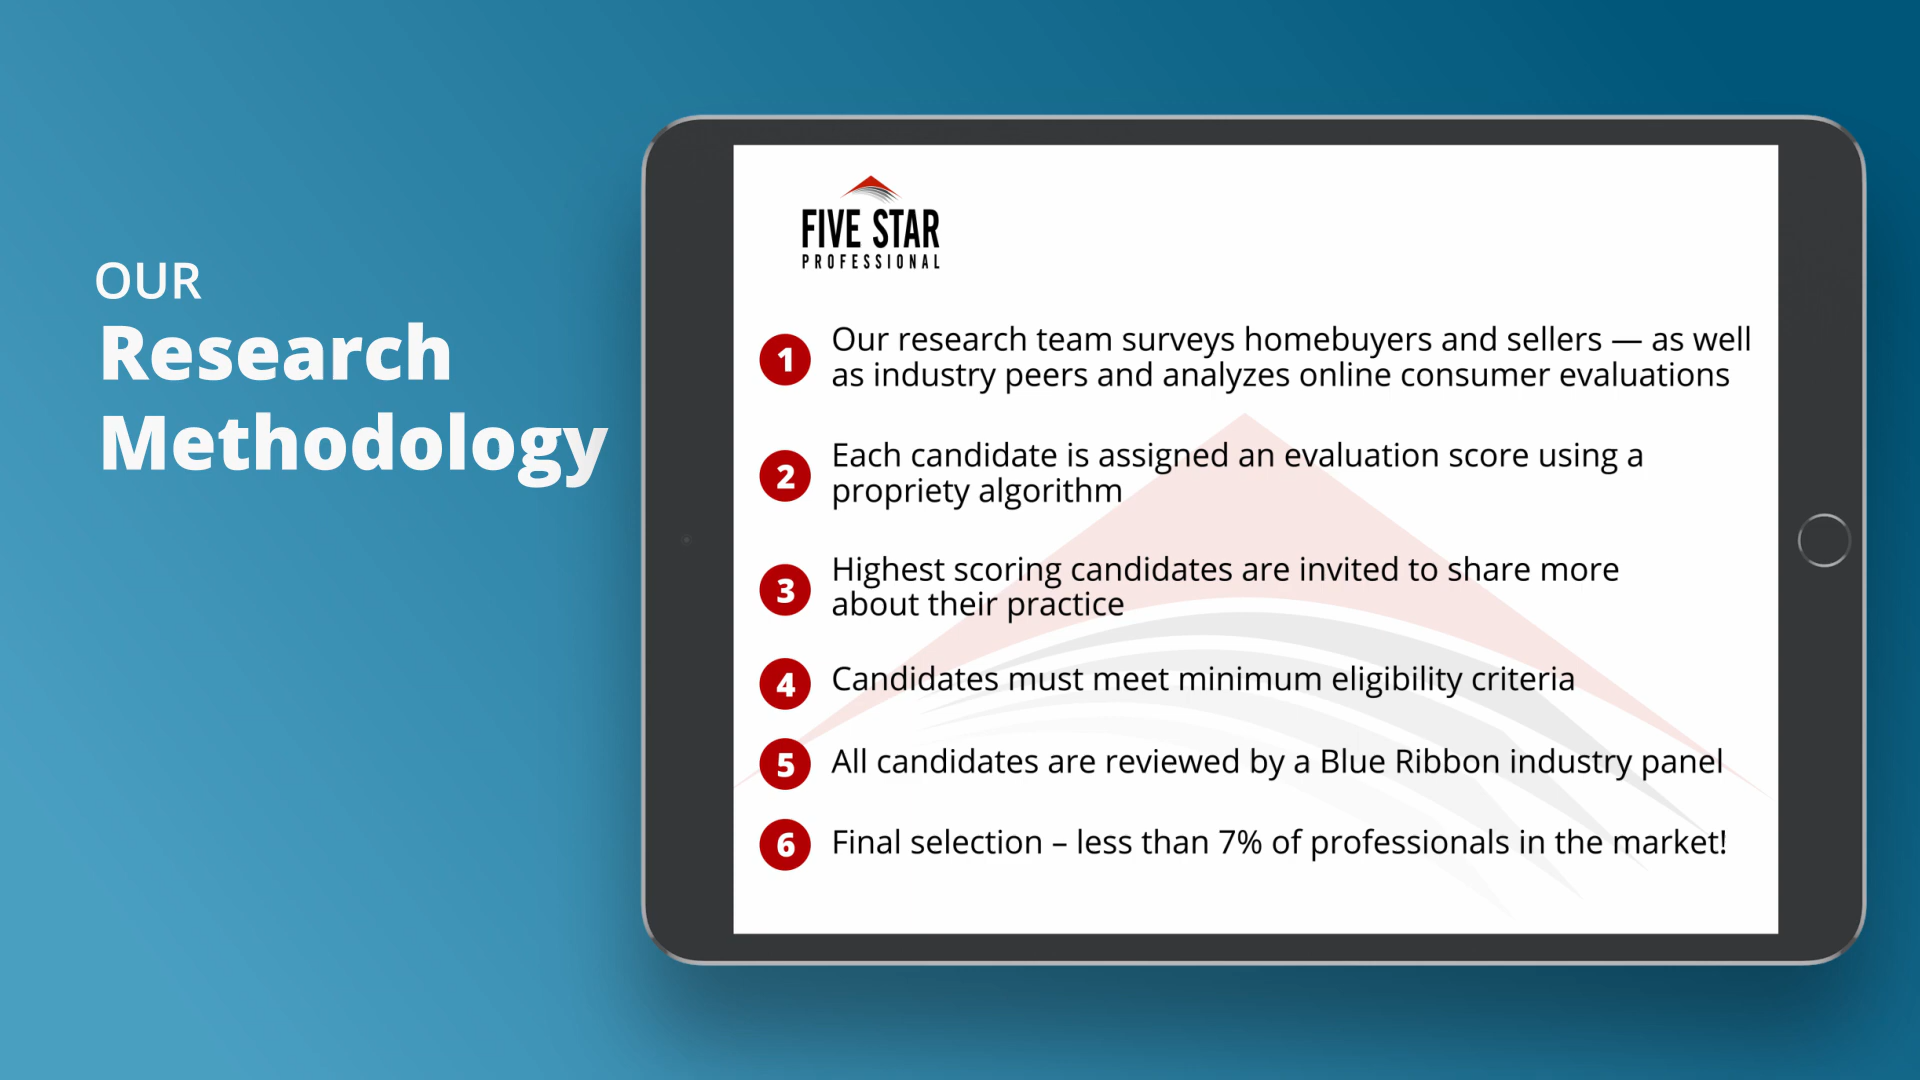 OUR
Research
Methodology
FIVE STAR
PROFESSIONAL
1 Our research team surveys homebuyers and sellers — as well
as industry peers and analyzes online consumer evaluations
2 Each candidate is assigned an evaluation score using a
propriety algorithm
3 Highest scoring candidates are invited to share more
about their practice
4 Candidates must meet minimum eligibility criteria
5 All candidates are reviewed by a Blue Ribbon industry panel
6 Final selection – less than 7% of professionals in the market!